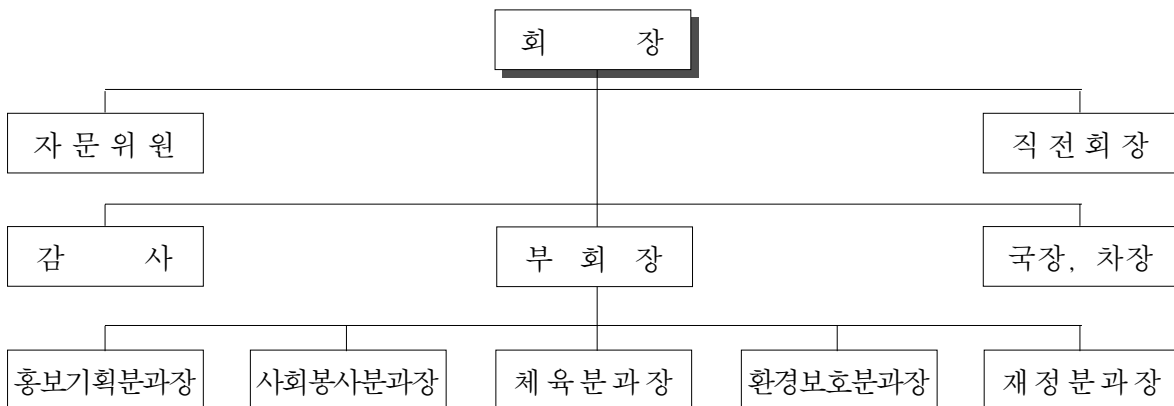 회 장
자문위원
직전회장
감 사
부 회 장
국장, 차장
홍보기획분과장
사회봉사분과장
체육분과장
환경보호분과장
재정분과장